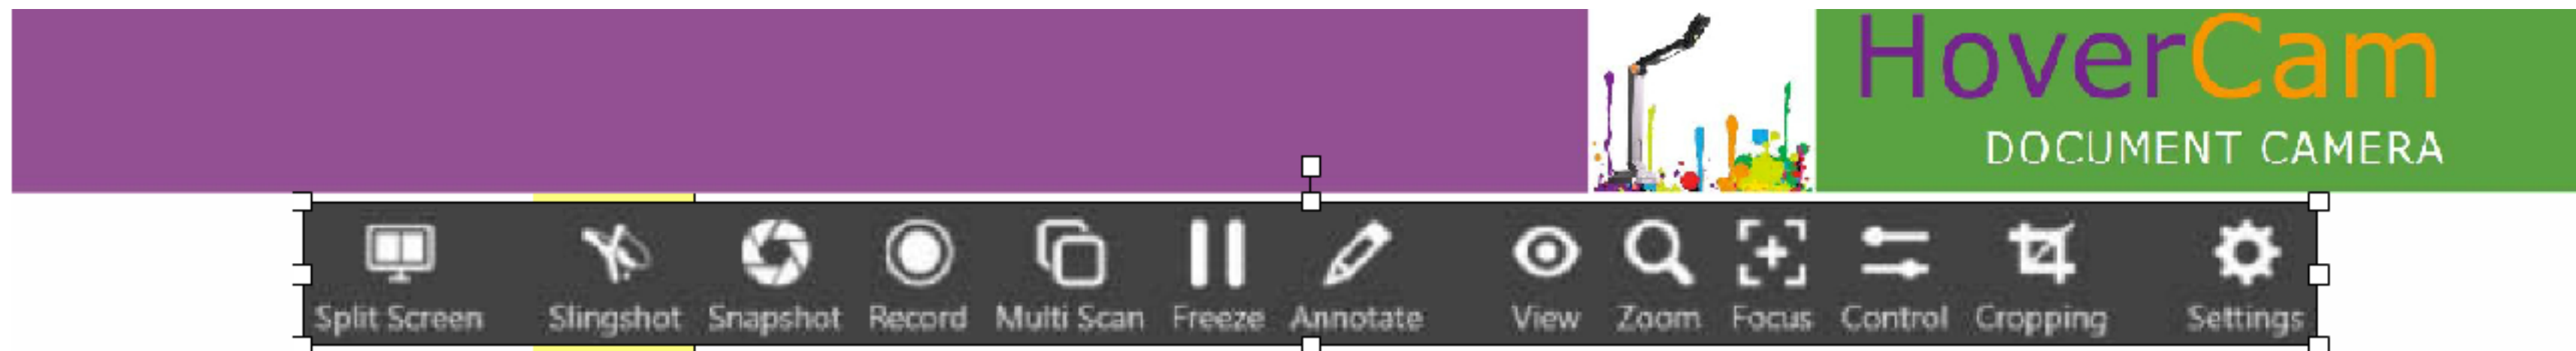 HoverCam
DOCUMENT CAMERA
Split Screen Slingshot Snapshot Record Multi Scan Freeze Annotate View Zoom Focus Control Cropping Settings